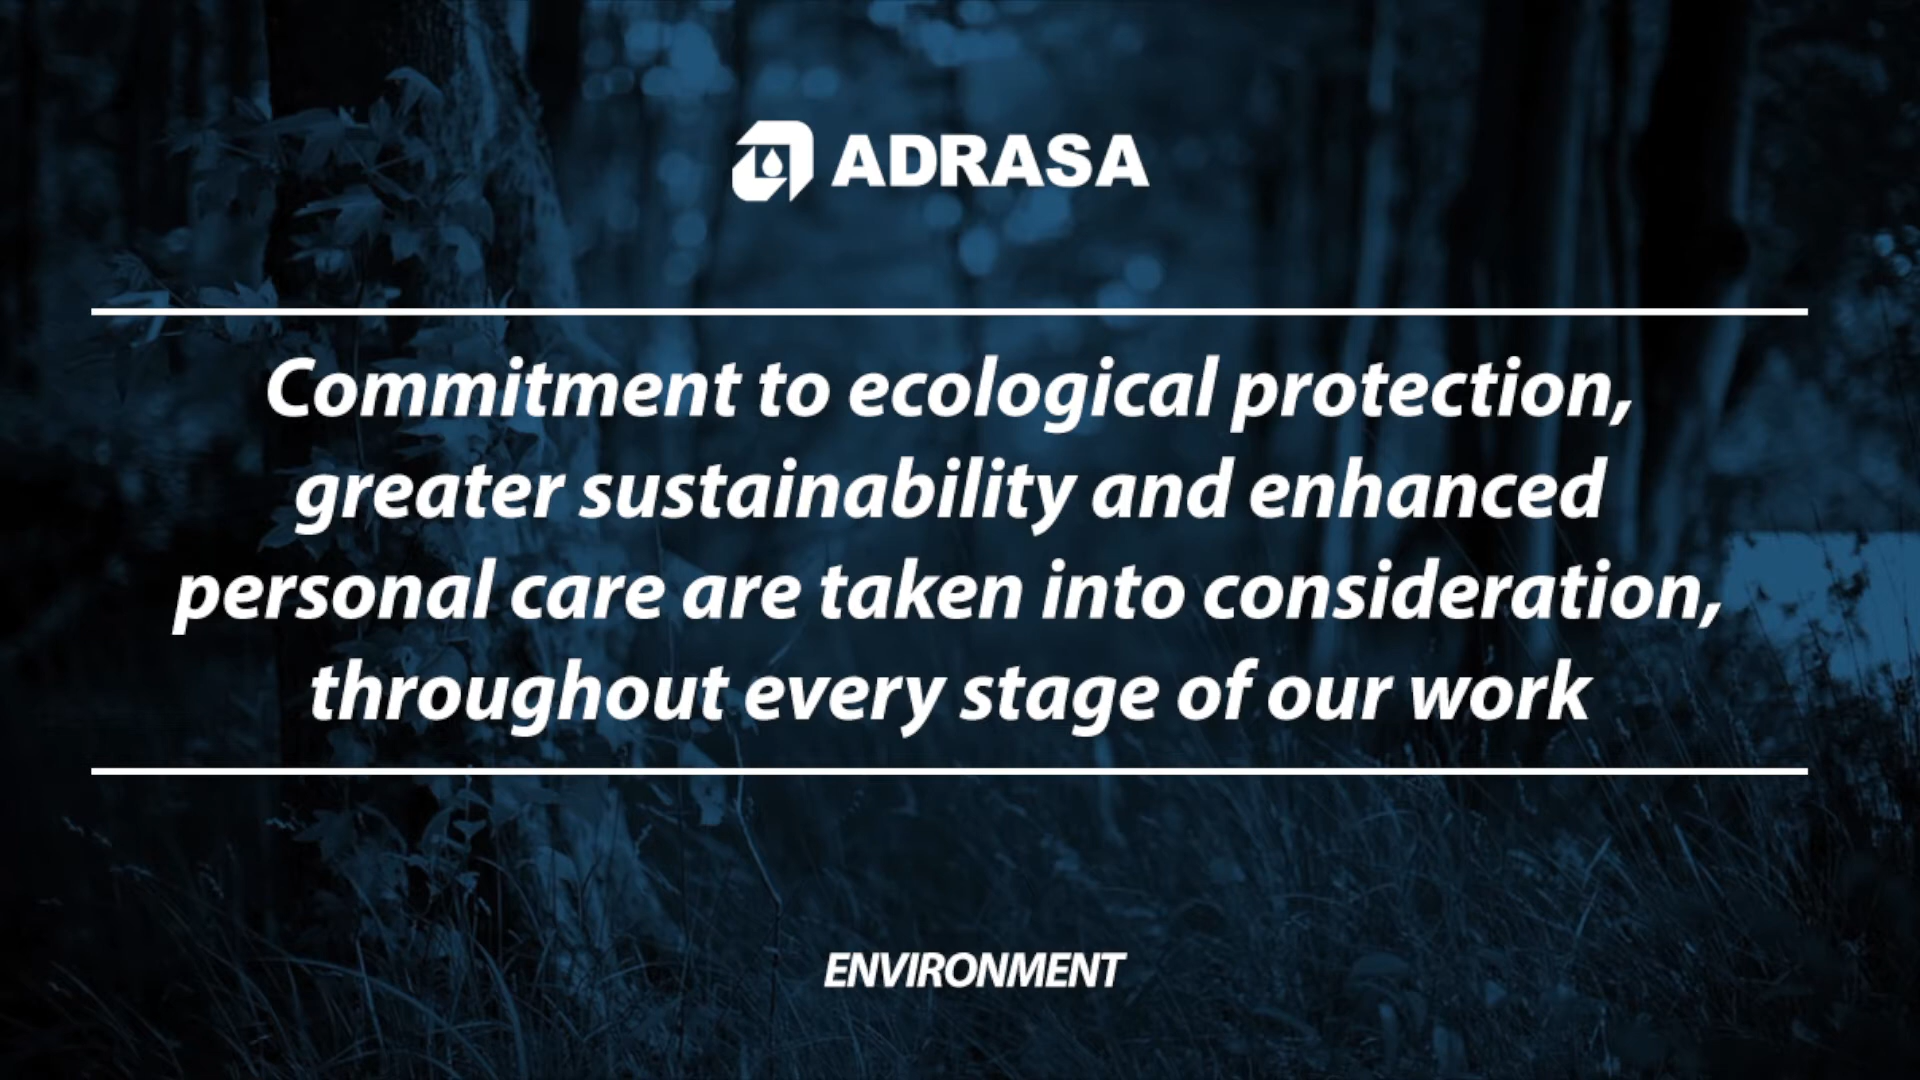 ADRASA
Commitment to ecological protection,
greater sustainability and enhanced
personal care are taken into consideration,
throughout every stage of our work
ENVIRONMENT